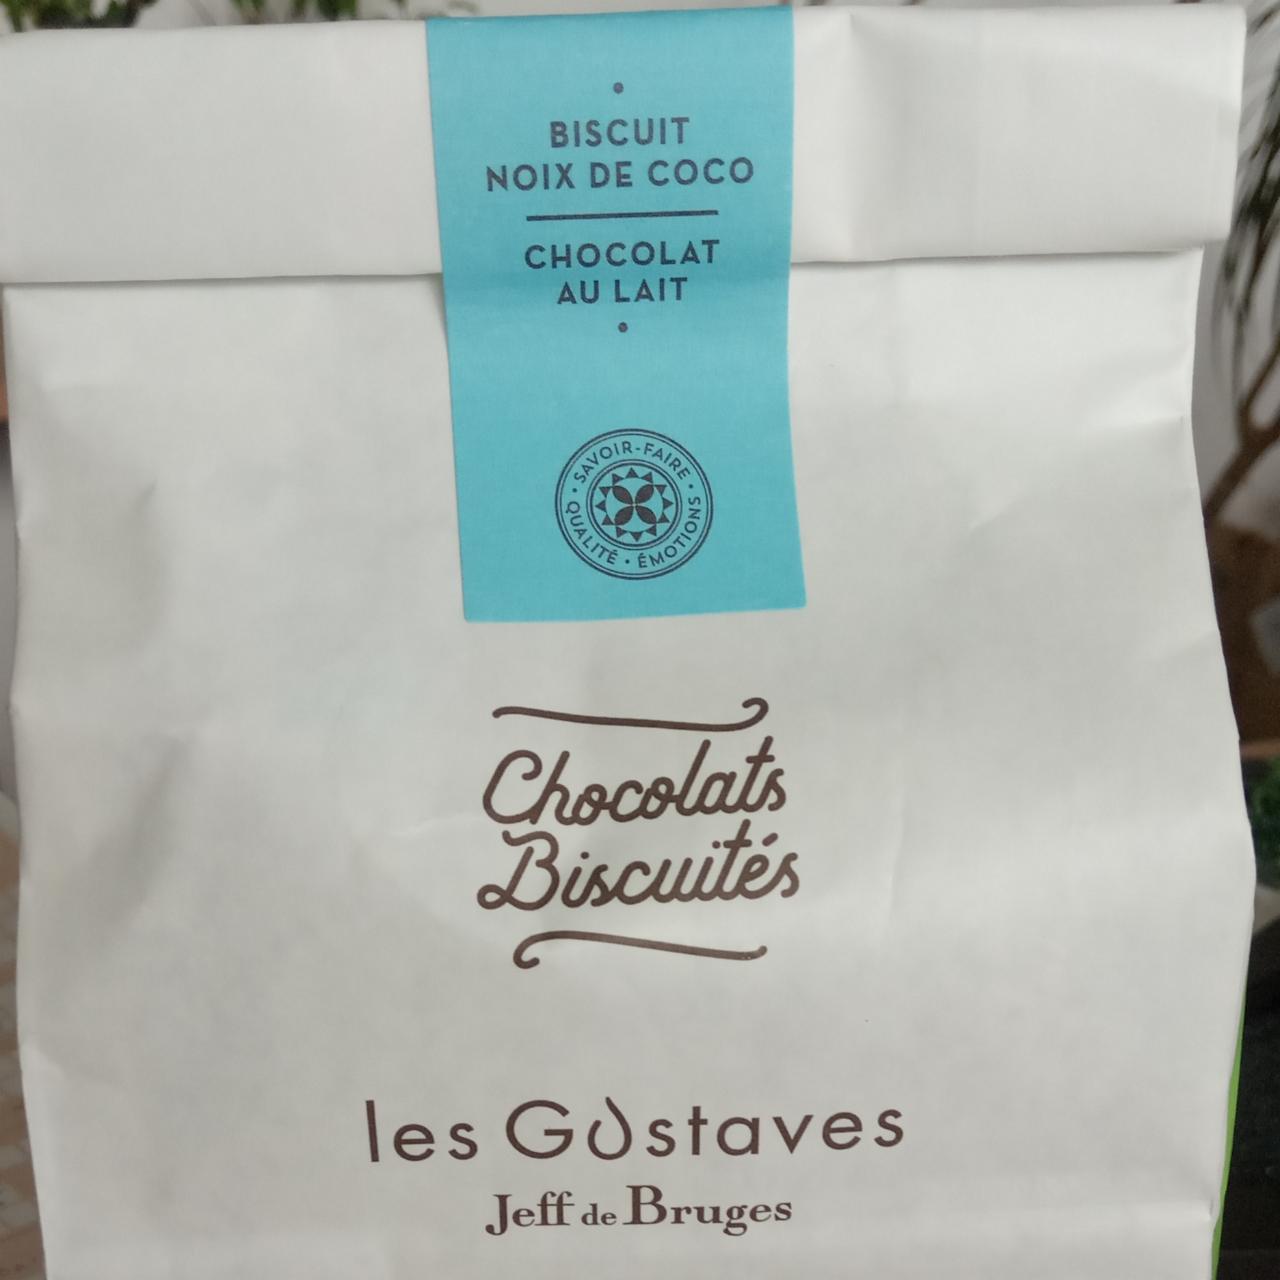 BISCUIT
NOIX DE COCO
CHOCOLAT
AU LAIT
SAVOIR-FAIRE • ÉMOTIONS • QUALITÉ •
Chocolats
Biscuités
les Gustaves
Jeff de Bruges